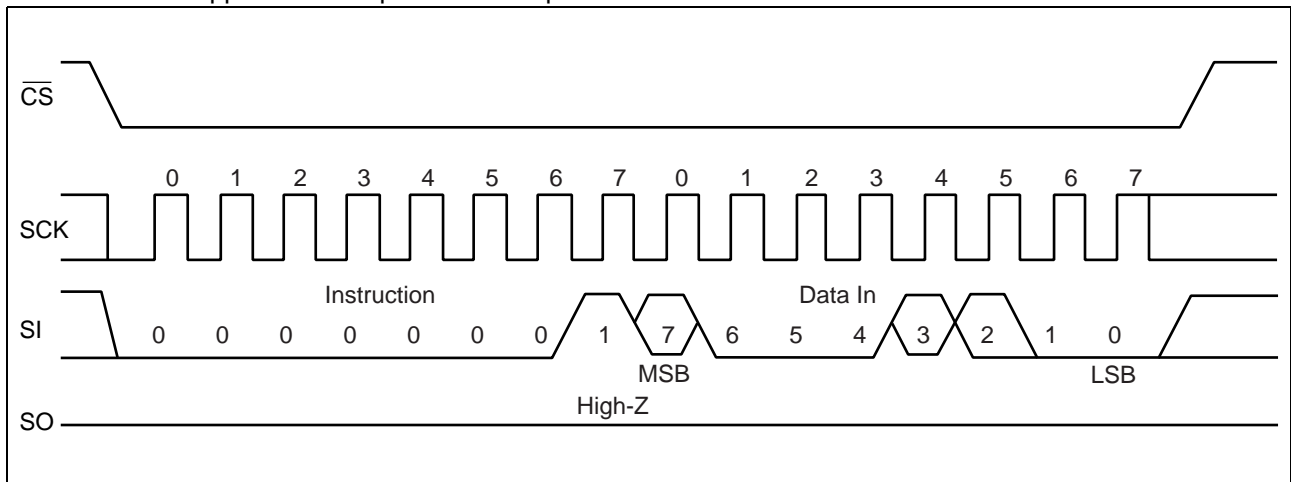 CS
0 1 2 3 4 5 6 7 0 1 2 3 4 5 6 7
SCK
Instruction Data In
SI
0 0 0 0 0 0 0 1 7 6 5 4 3 2 1 0
MSB LSB
High-Z
SO